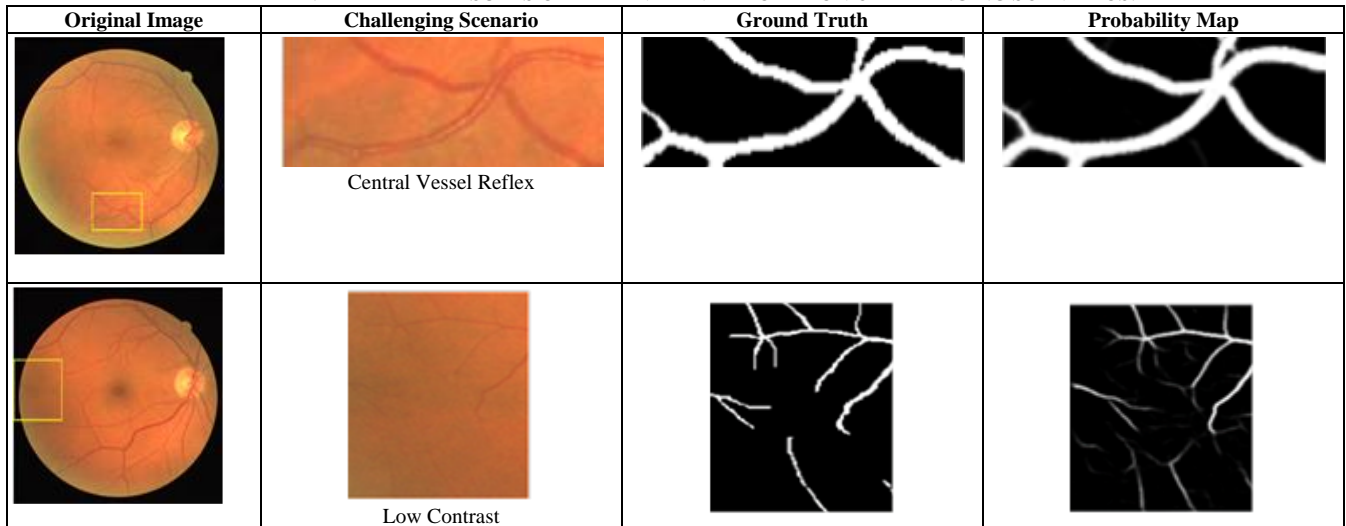 Original Image
Challenging Scenario
Ground Truth
Probability Map
Central Vessel Reflex
Low Contrast